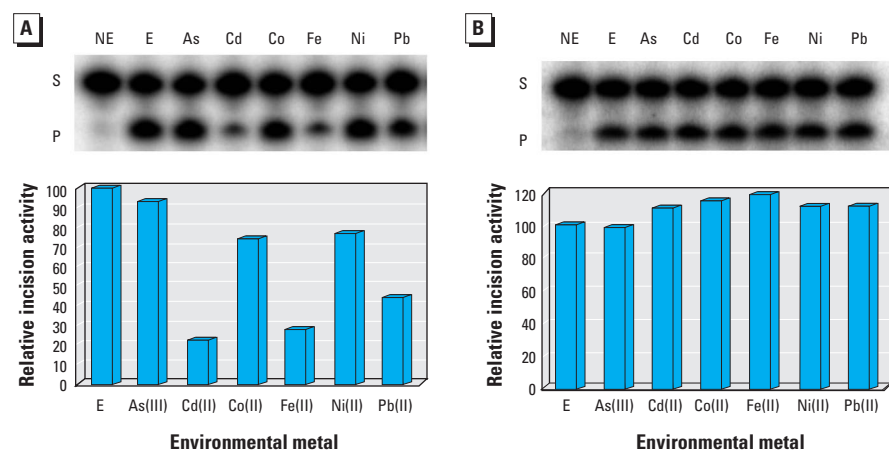 A
NE E As Cd Co Fe Ni Pb
S
P
Relative incision activity
100
90
80
70
60
50
40
30
20
10
0
E As(III) Cd(II) Co(II) Fe(II) Ni(II) Pb(II)
Environmental metal
B
NE E As Cd Co Fe Ni Pb
S
P
Relative incision activity
120
100
80
60
40
20
0
E As(III) Cd(II) Co(II) Fe(II) Ni(II) Pb(II)
Environmental metal